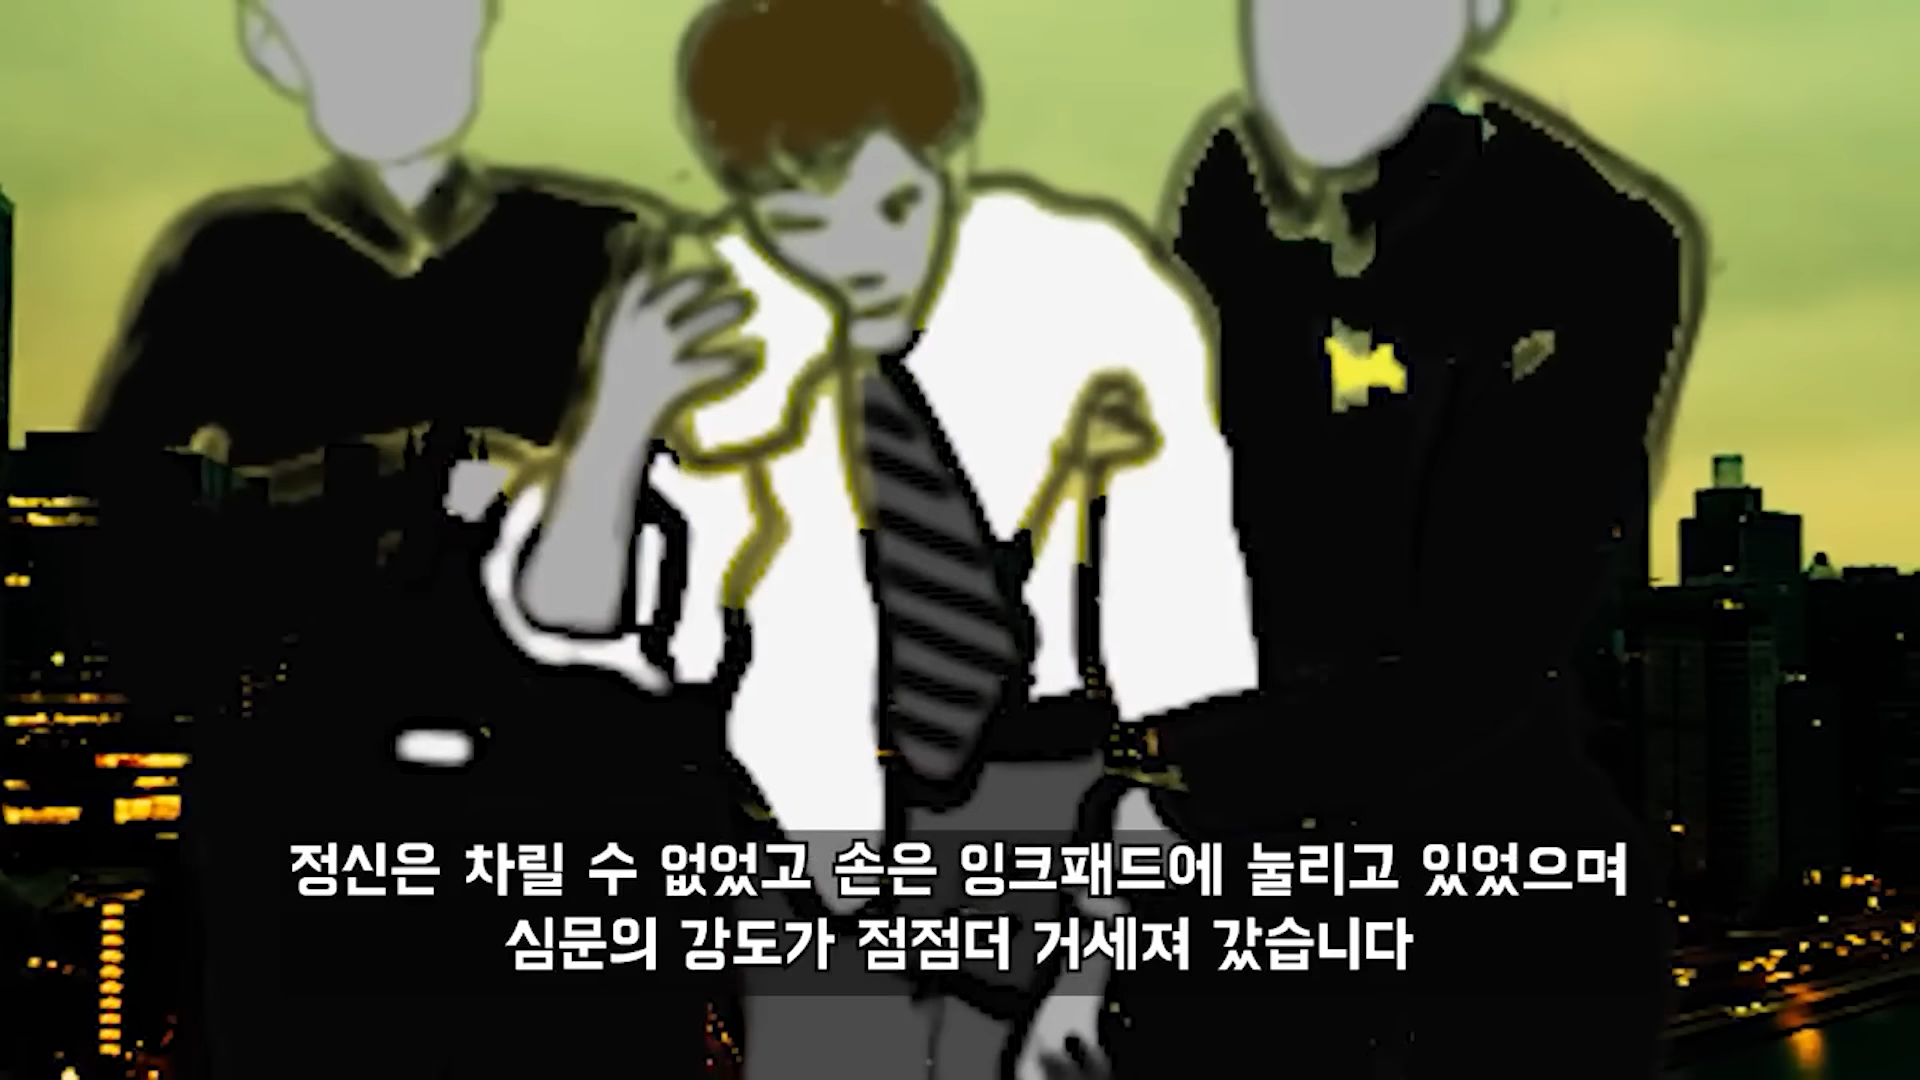 정신은 차릴 수 없었고 손은 잉크패드에 눌리고 있었으며
심문의 강도가 점점더 거세져 갔습니다